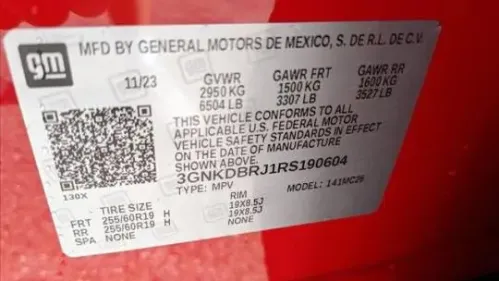 gm
MFD BY GENERAL MOTORS DE MEXICO, S. DE R.L. DE C.V.
11/23 GVWR GAWR FRT GAWR RR
2950 KG 1500 KG 1600 KG
6504 LB 3307 LB 3527 LB
THIS VEHICLE CONFORMS TO ALL
APPLICABLE U.S. FEDERAL MOTOR
VEHICLE SAFETY STANDARDS IN EFFECT
ON THE DATE OF MANUFACTURE SHOWN ABOVE.
3GNKDBRJ1RS190604
130X TYPE: MPV MODEL: 141MC26
TIRE SIZE RIM
FRT 255/60R19 H 19X8.5J
RR 255/60R19 H 19X8.5J
SPA NONE NONE